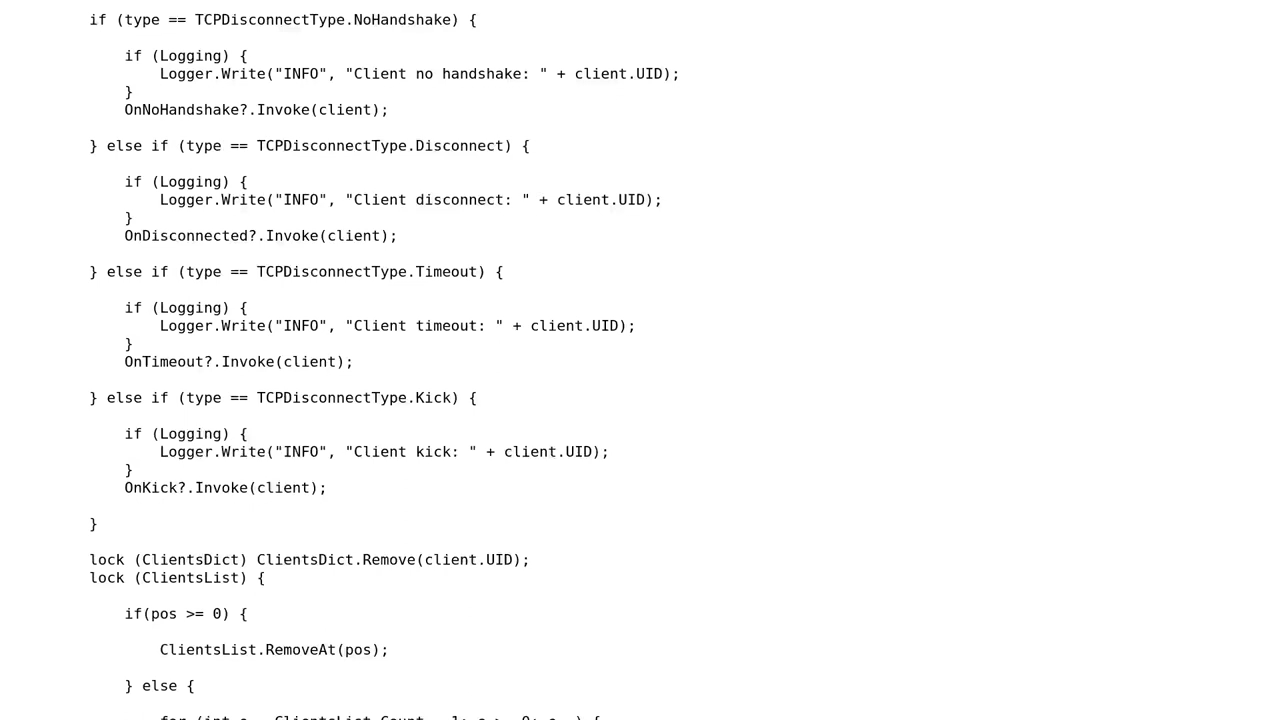 if (type == TCPDisconnectType.NoHandshake) {
if (Logging) {
Logger.Write("INFO", "Client no handshake: " + client.UID);
}
OnNoHandshake?.Invoke(client);
} else if (type == TCPDisconnectType.Disconnect) {
if (Logging) {
Logger.Write("INFO", "Client disconnect: " + client.UID);
}
OnDisconnected?.Invoke(client);
} else if (type == TCPDisconnectType.Timeout) {
if (Logging) {
Logger.Write("INFO", "Client timeout: " + client.UID);
}
OnTimeout?.Invoke(client);
} else if (type == TCPDisconnectType.Kick) {
if (Logging) {
Logger.Write("INFO", "Client kick: " + client.UID);
}
OnKick?.Invoke(client);
}
lock (ClientsDict) ClientsDict.Remove(client.UID);
lock (ClientsList) {
if(pos >= 0) {
ClientsList.RemoveAt(pos);
} else {
for (int